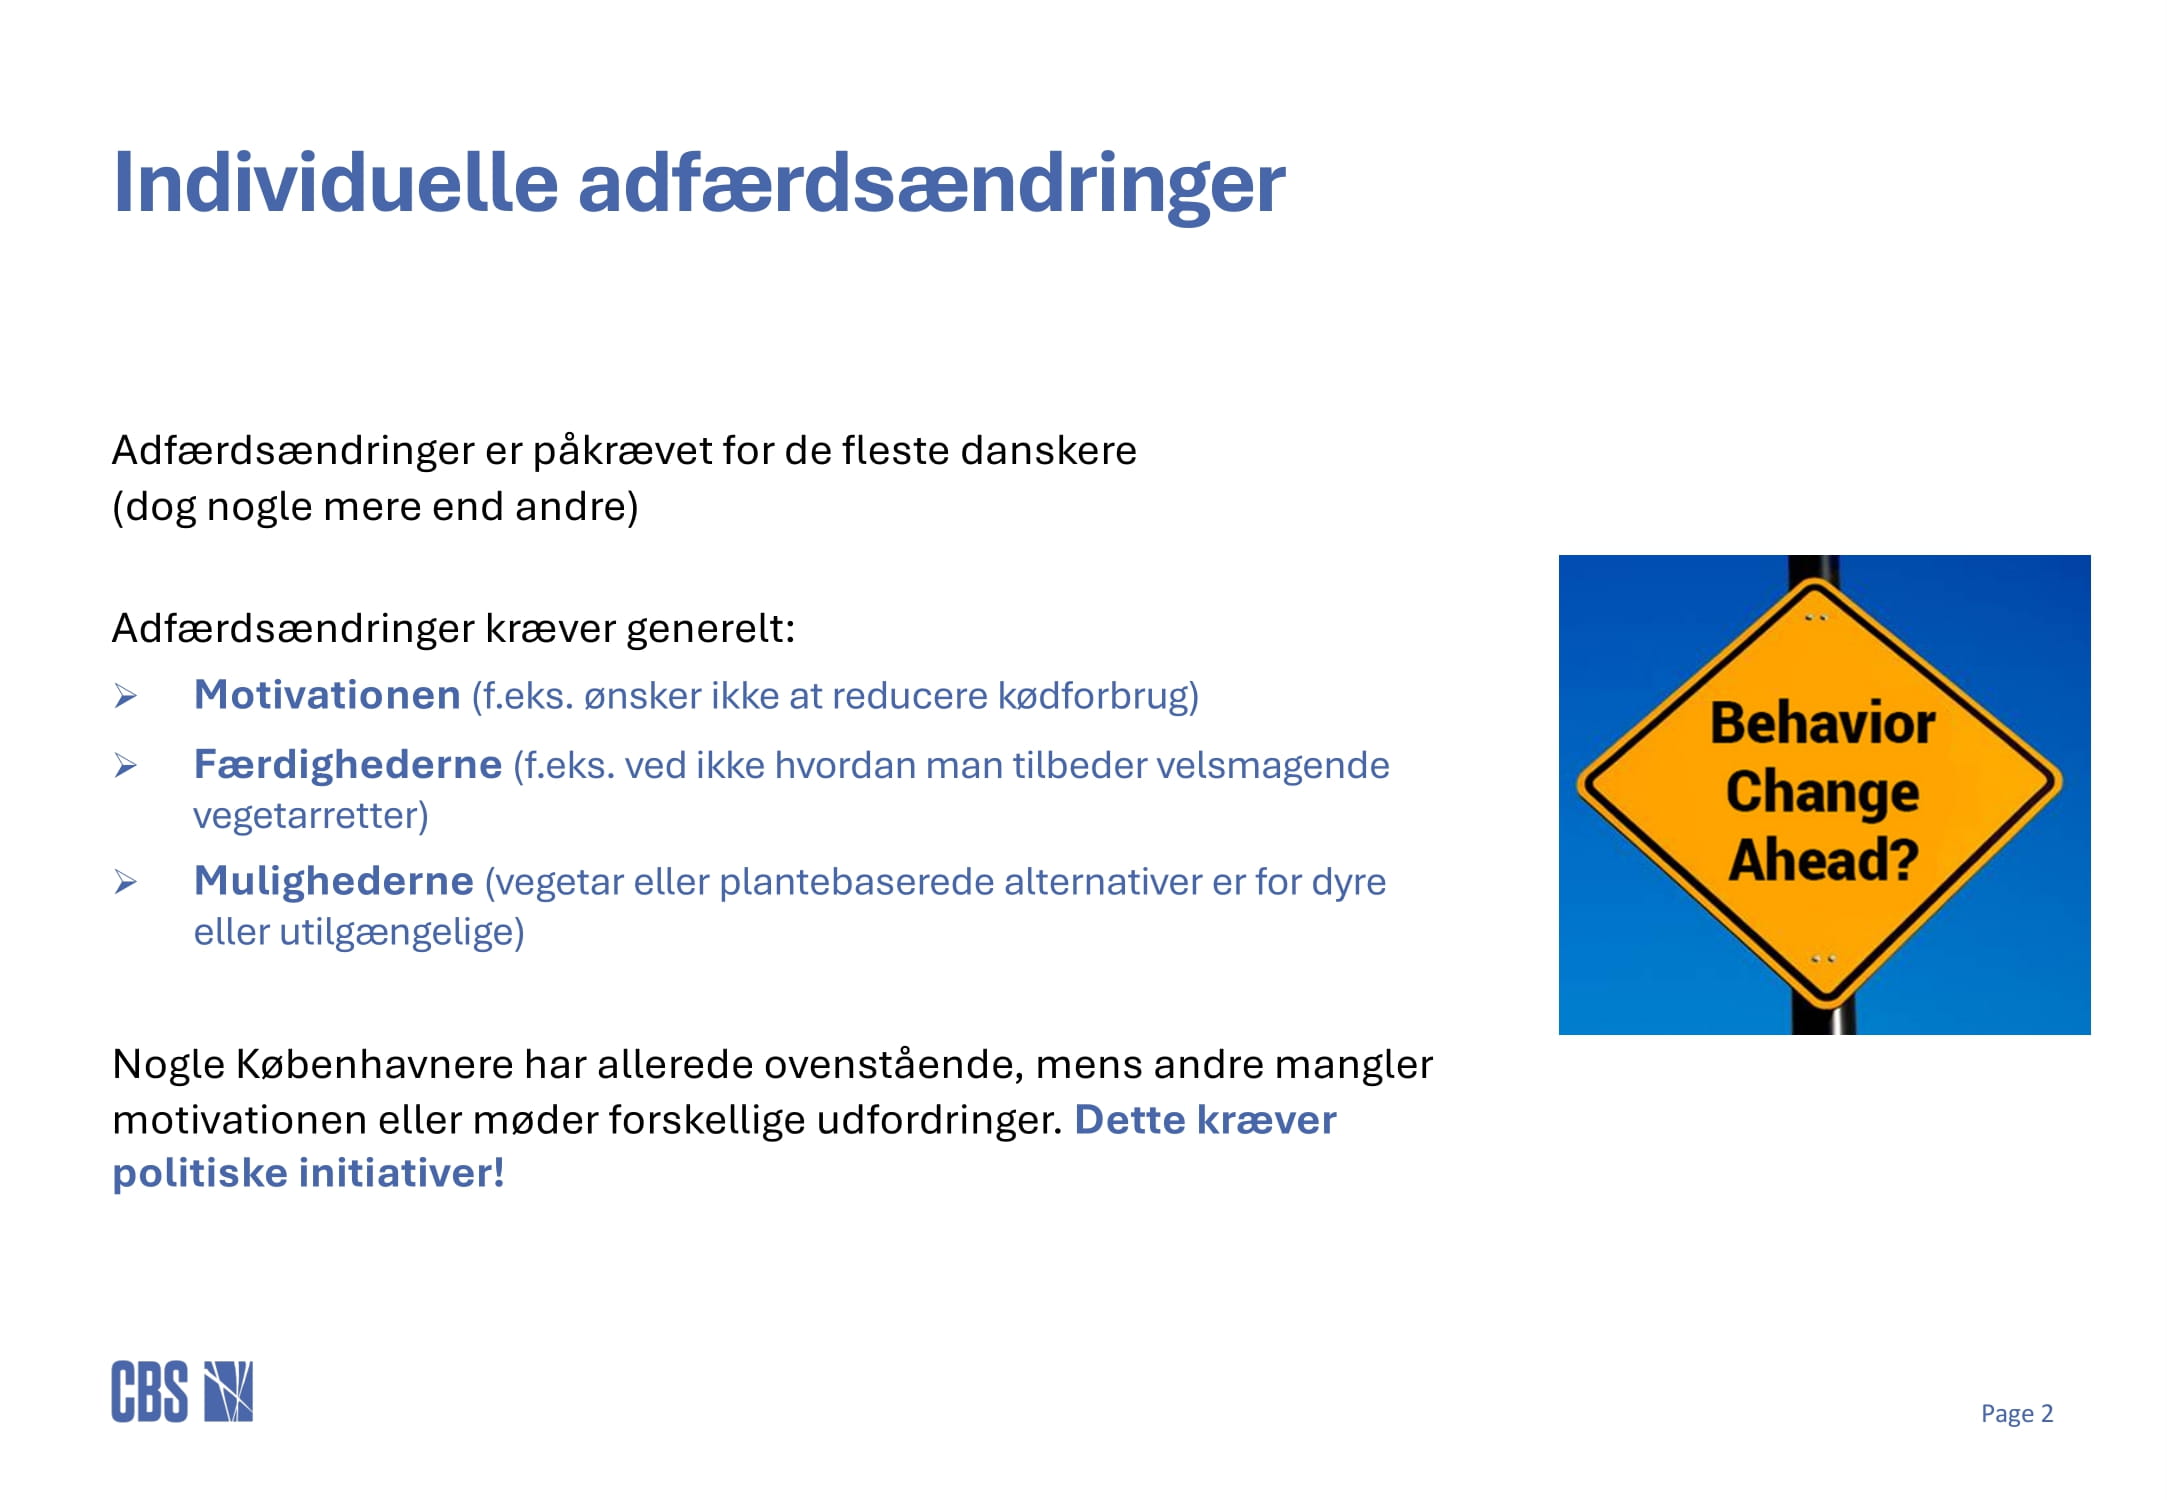 Individuelle adfærdsændringer
Adfærdsændringer er påkrævet for de fleste danskere
(dog nogle mere end andre)
Adfærdsændringer kræver generelt:
➢ Motivationen (f.eks. ønsker ikke at reducere kødforbrug)
➢ Færdighederne (f.eks. ved ikke hvordan man tilbeder velsmagende
vegetarretter)
➢ Mulighederne (vegetar eller plantebaserede alternativer er for dyre
eller utilgængelige)
Behavior
Change
Ahead?
Nogle Københavnere har allerede ovenstående, mens andre mangler
motivationen eller møder forskellige udfordringer. Dette kræver
politiske initiativer!
CBS
Page 2